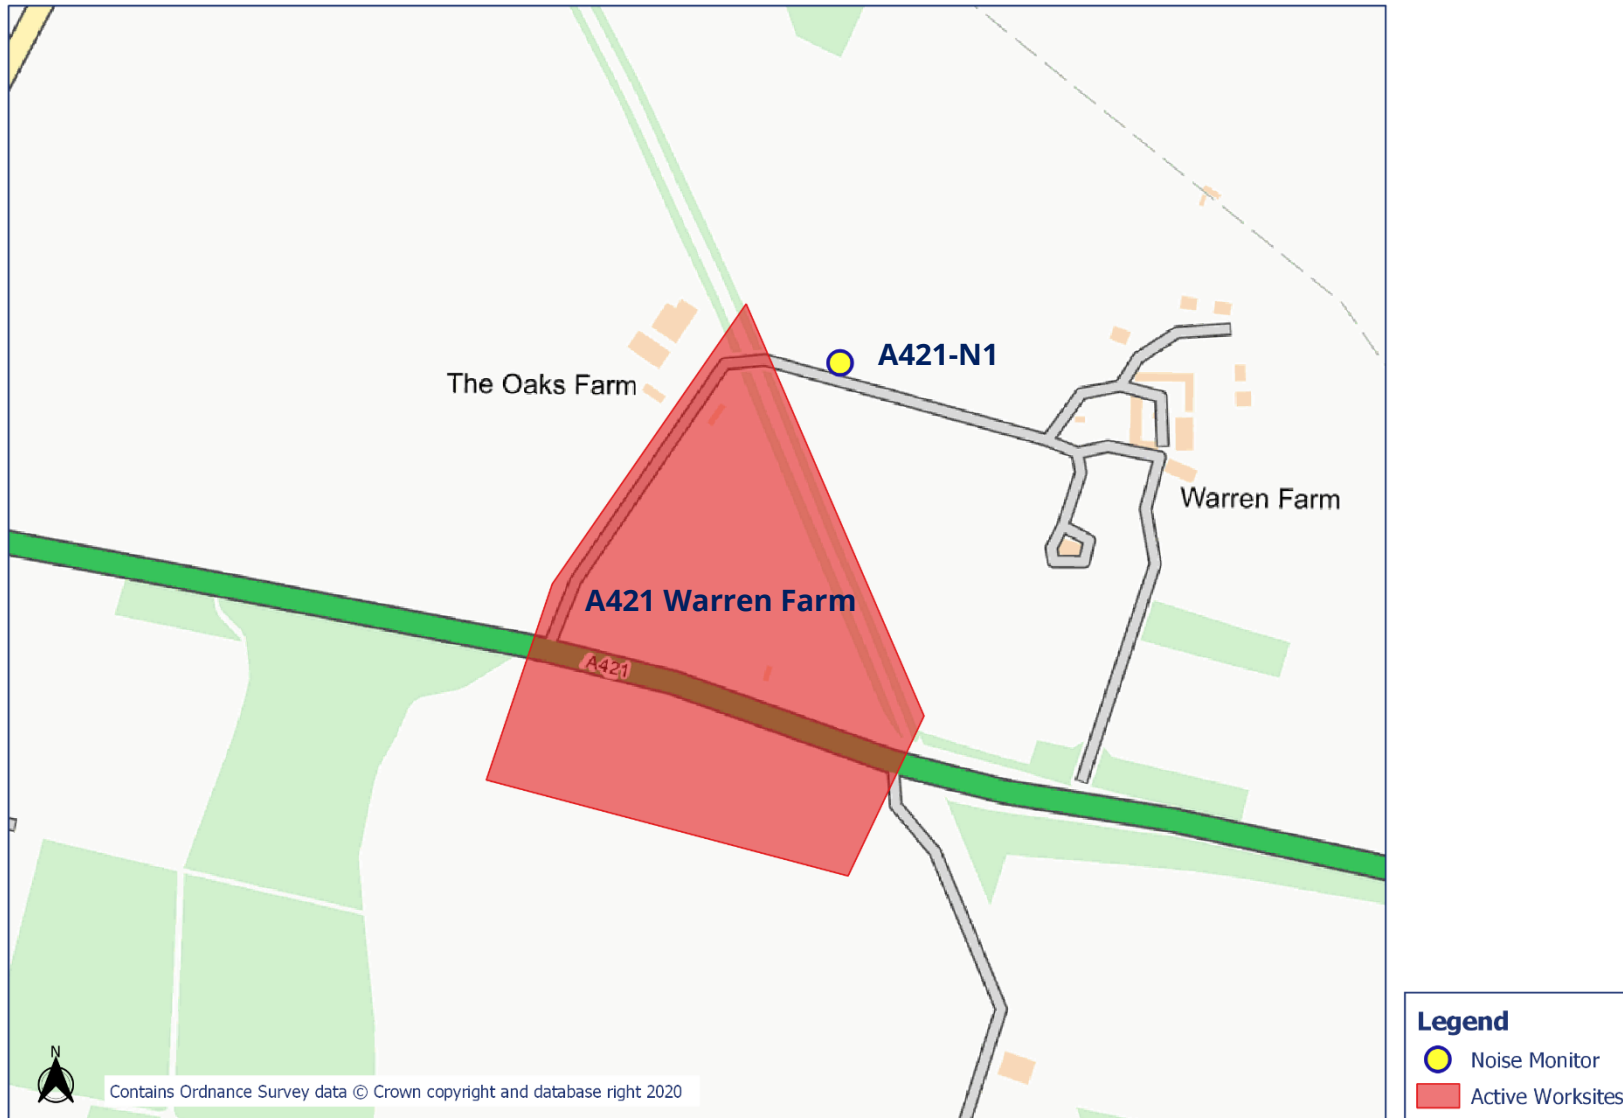 A421-N1
The Oaks Farm
Warren Farm
A421 Warren Farm
A421
Legend
Noise Monitor
Active Worksites
N
Contains Ordnance Survey data © Crown copyright and database right 2020